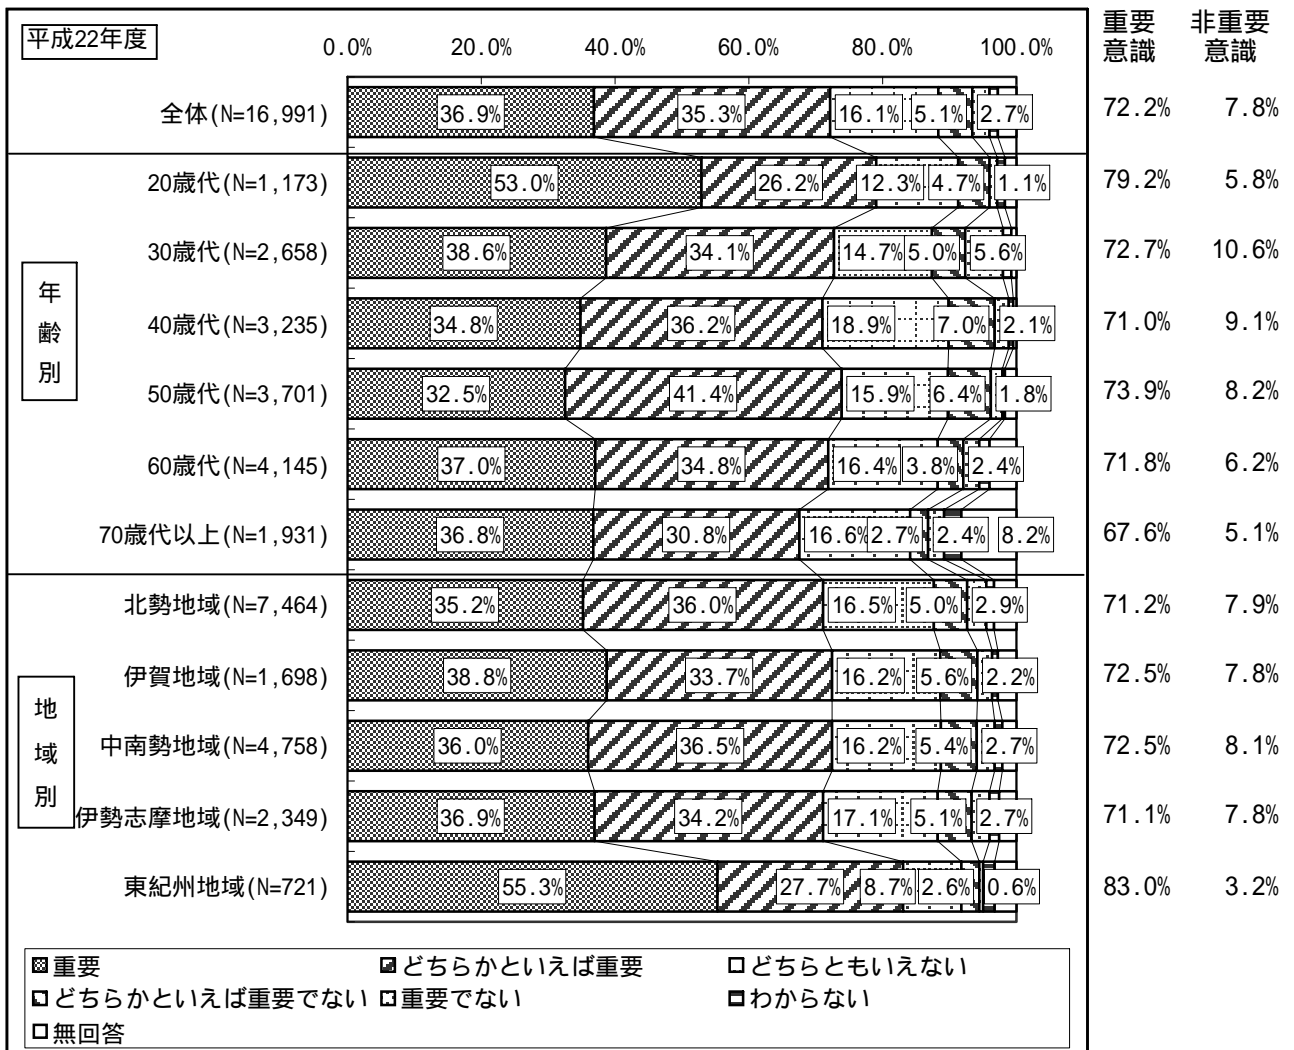 重要 非重要
意識 意識
平成22年度
0.0% 20.0% 40.0% 60.0% 80.0% 100.0%
全体(N=16,991) 36.9% 35.3% 16.1% 5.1% 2.7% 72.2% 7.8%
年齢別
20歳代(N=1,173) 53.0% 26.2% 12.3% 4.7% 1.1% 79.2% 5.8%
30歳代(N=2,658) 38.6% 34.1% 14.7% 5.0% 5.6% 72.7% 10.6%
40歳代(N=3,235) 34.8% 36.2% 18.9% 7.0% 2.1% 71.0% 9.1%
50歳代(N=3,701) 32.5% 41.4% 15.9% 6.4% 1.8% 73.9% 8.2%
60歳代(N=4,145) 37.0% 34.8% 16.4% 3.8% 2.4% 71.8% 6.2%
70歳代以上(N=1,931) 36.8% 30.8% 16.6% 2.7% 2.4% 8.2% 67.6% 5.1%
地域別
北勢地域(N=7,464) 35.2% 36.0% 16.5% 5.0% 2.9% 71.2% 7.9%
伊賀地域(N=1,698) 38.8% 33.7% 16.2% 5.6% 2.2% 72.5% 7.8%
中南勢地域(N=4,758) 36.0% 36.5% 16.2% 5.4% 2.7% 72.5% 8.1%
伊勢志摩地域(N=2,349) 36.9% 34.2% 17.1% 5.1% 2.7% 71.1% 7.8%
東紀州地域(N=721) 55.3% 27.7% 8.7% 2.6% 0.6% 83.0% 3.2%
重要 どちらかといえば重要 どちらともいえない
どちらかといえば重要でない 重要でない わからない
無回答